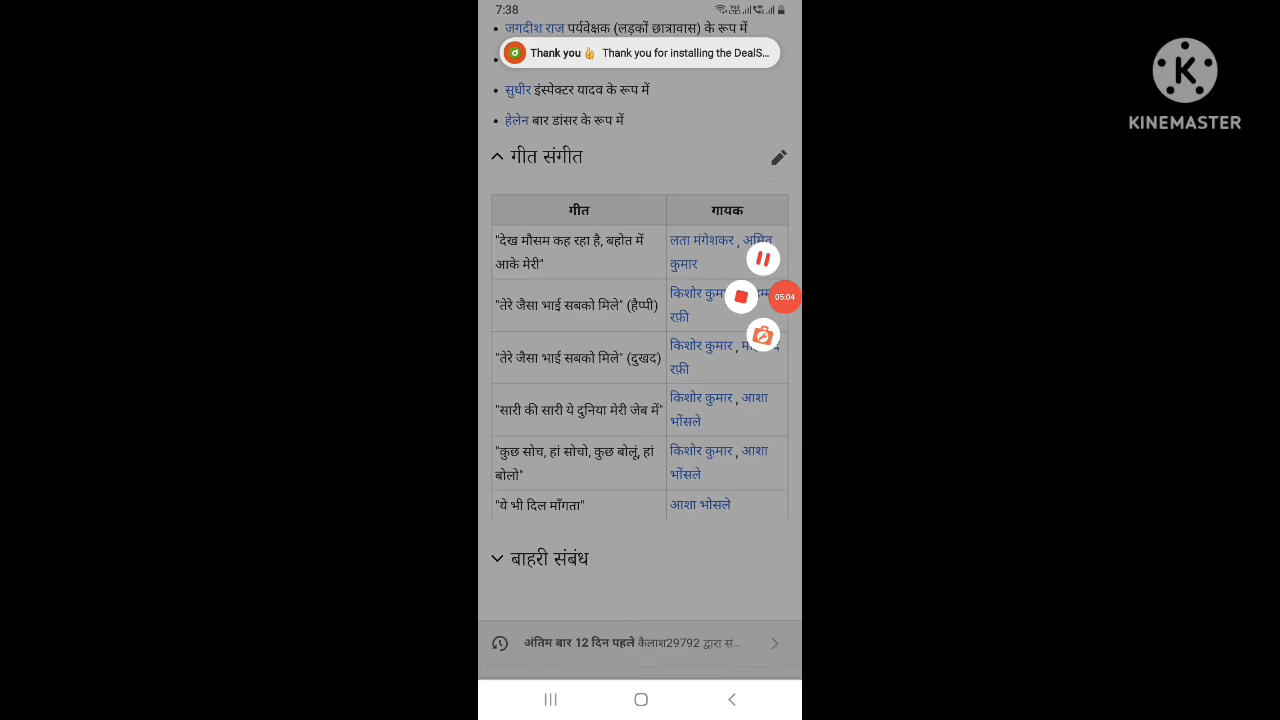 7:38
जगदीश राज पर्यवेक्षक (लड़कों छात्रावास) के रूप में
Thank you 👍 Thank you for installing the DealS...
सुधीर इंस्पेक्टर यादव के रूप में
हेलेन बार डांसर के रूप में
KINEMASTER
गीत संगीत
गीत गायक
"देख मौसम कह रहा है, बहोत में लता मंगेशकर , अमित
आके मेरी" कुमार
"तेरे जैसा भाई सबको मिले" (हैप्पी) किशोर
रफ़ी
05:04
"तेरे जैसा भाई सबको मिले" (दुखद) किशोर कुमार ,
रफ़ी
"सारी की सारी ये दुनिया मेरी जेब में" किशोर कुमार , आशा
भोंसले
"कुछ सोच, हां सोचो, कुछ बोलूं, हां किशोर कुमार , आशा
बोलो" भोंसले
"ये भी दिल माँगता" आशा भोसले
बाहरी संबंध
अंतिम बार 12 दिन पहले कैलाश29792 द्वारा सं...